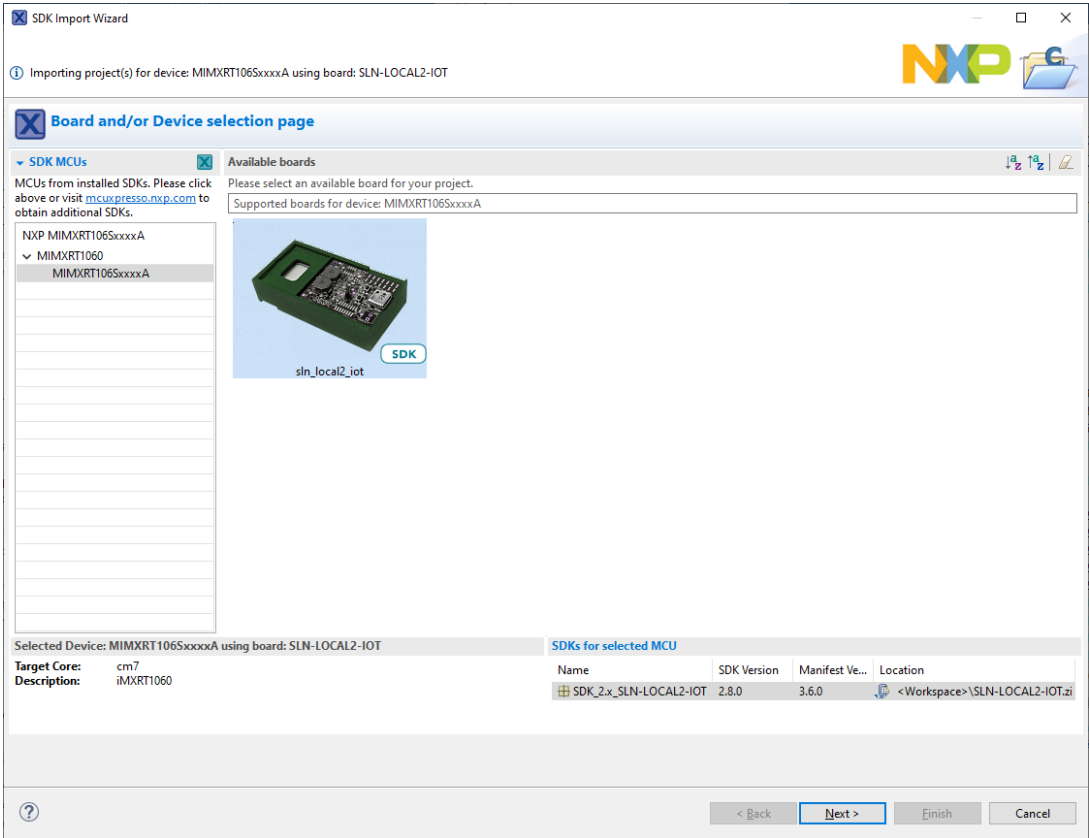 SDK Import Wizard
Importing project(s) for device: MIMXRT106SxxxxA using board: SLN-LOCAL2-IOT
NXP
Board and/or Device selection page
SDK MCUs
MCUs from installed SDKs. Please click
above or visit mcuxpresso.nxp.com to
obtain additional SDKs.
NXP MIMXRT106SxxxxA
MIMXRT1060
MIMXRT106SxxxxA
Available boards
Please select an available board for your project.
Supported boards for device: MIMXRT106SxxxxA
SDK
sln_local2_iot
Selected Device: MIMXRT106SxxxxA using board: SLN-LOCAL2-IOT
Target Core: cm7
Description: iMXRT1060
SDKs for selected MCU
Name SDK Version Manifest Ve... Location
SDK_2.x_SLN-LOCAL2-IOT 2.8.0 3.6.0 <Workspace>\SLN-LOCAL2-IOT.zi
< Back Next > Finish Cancel